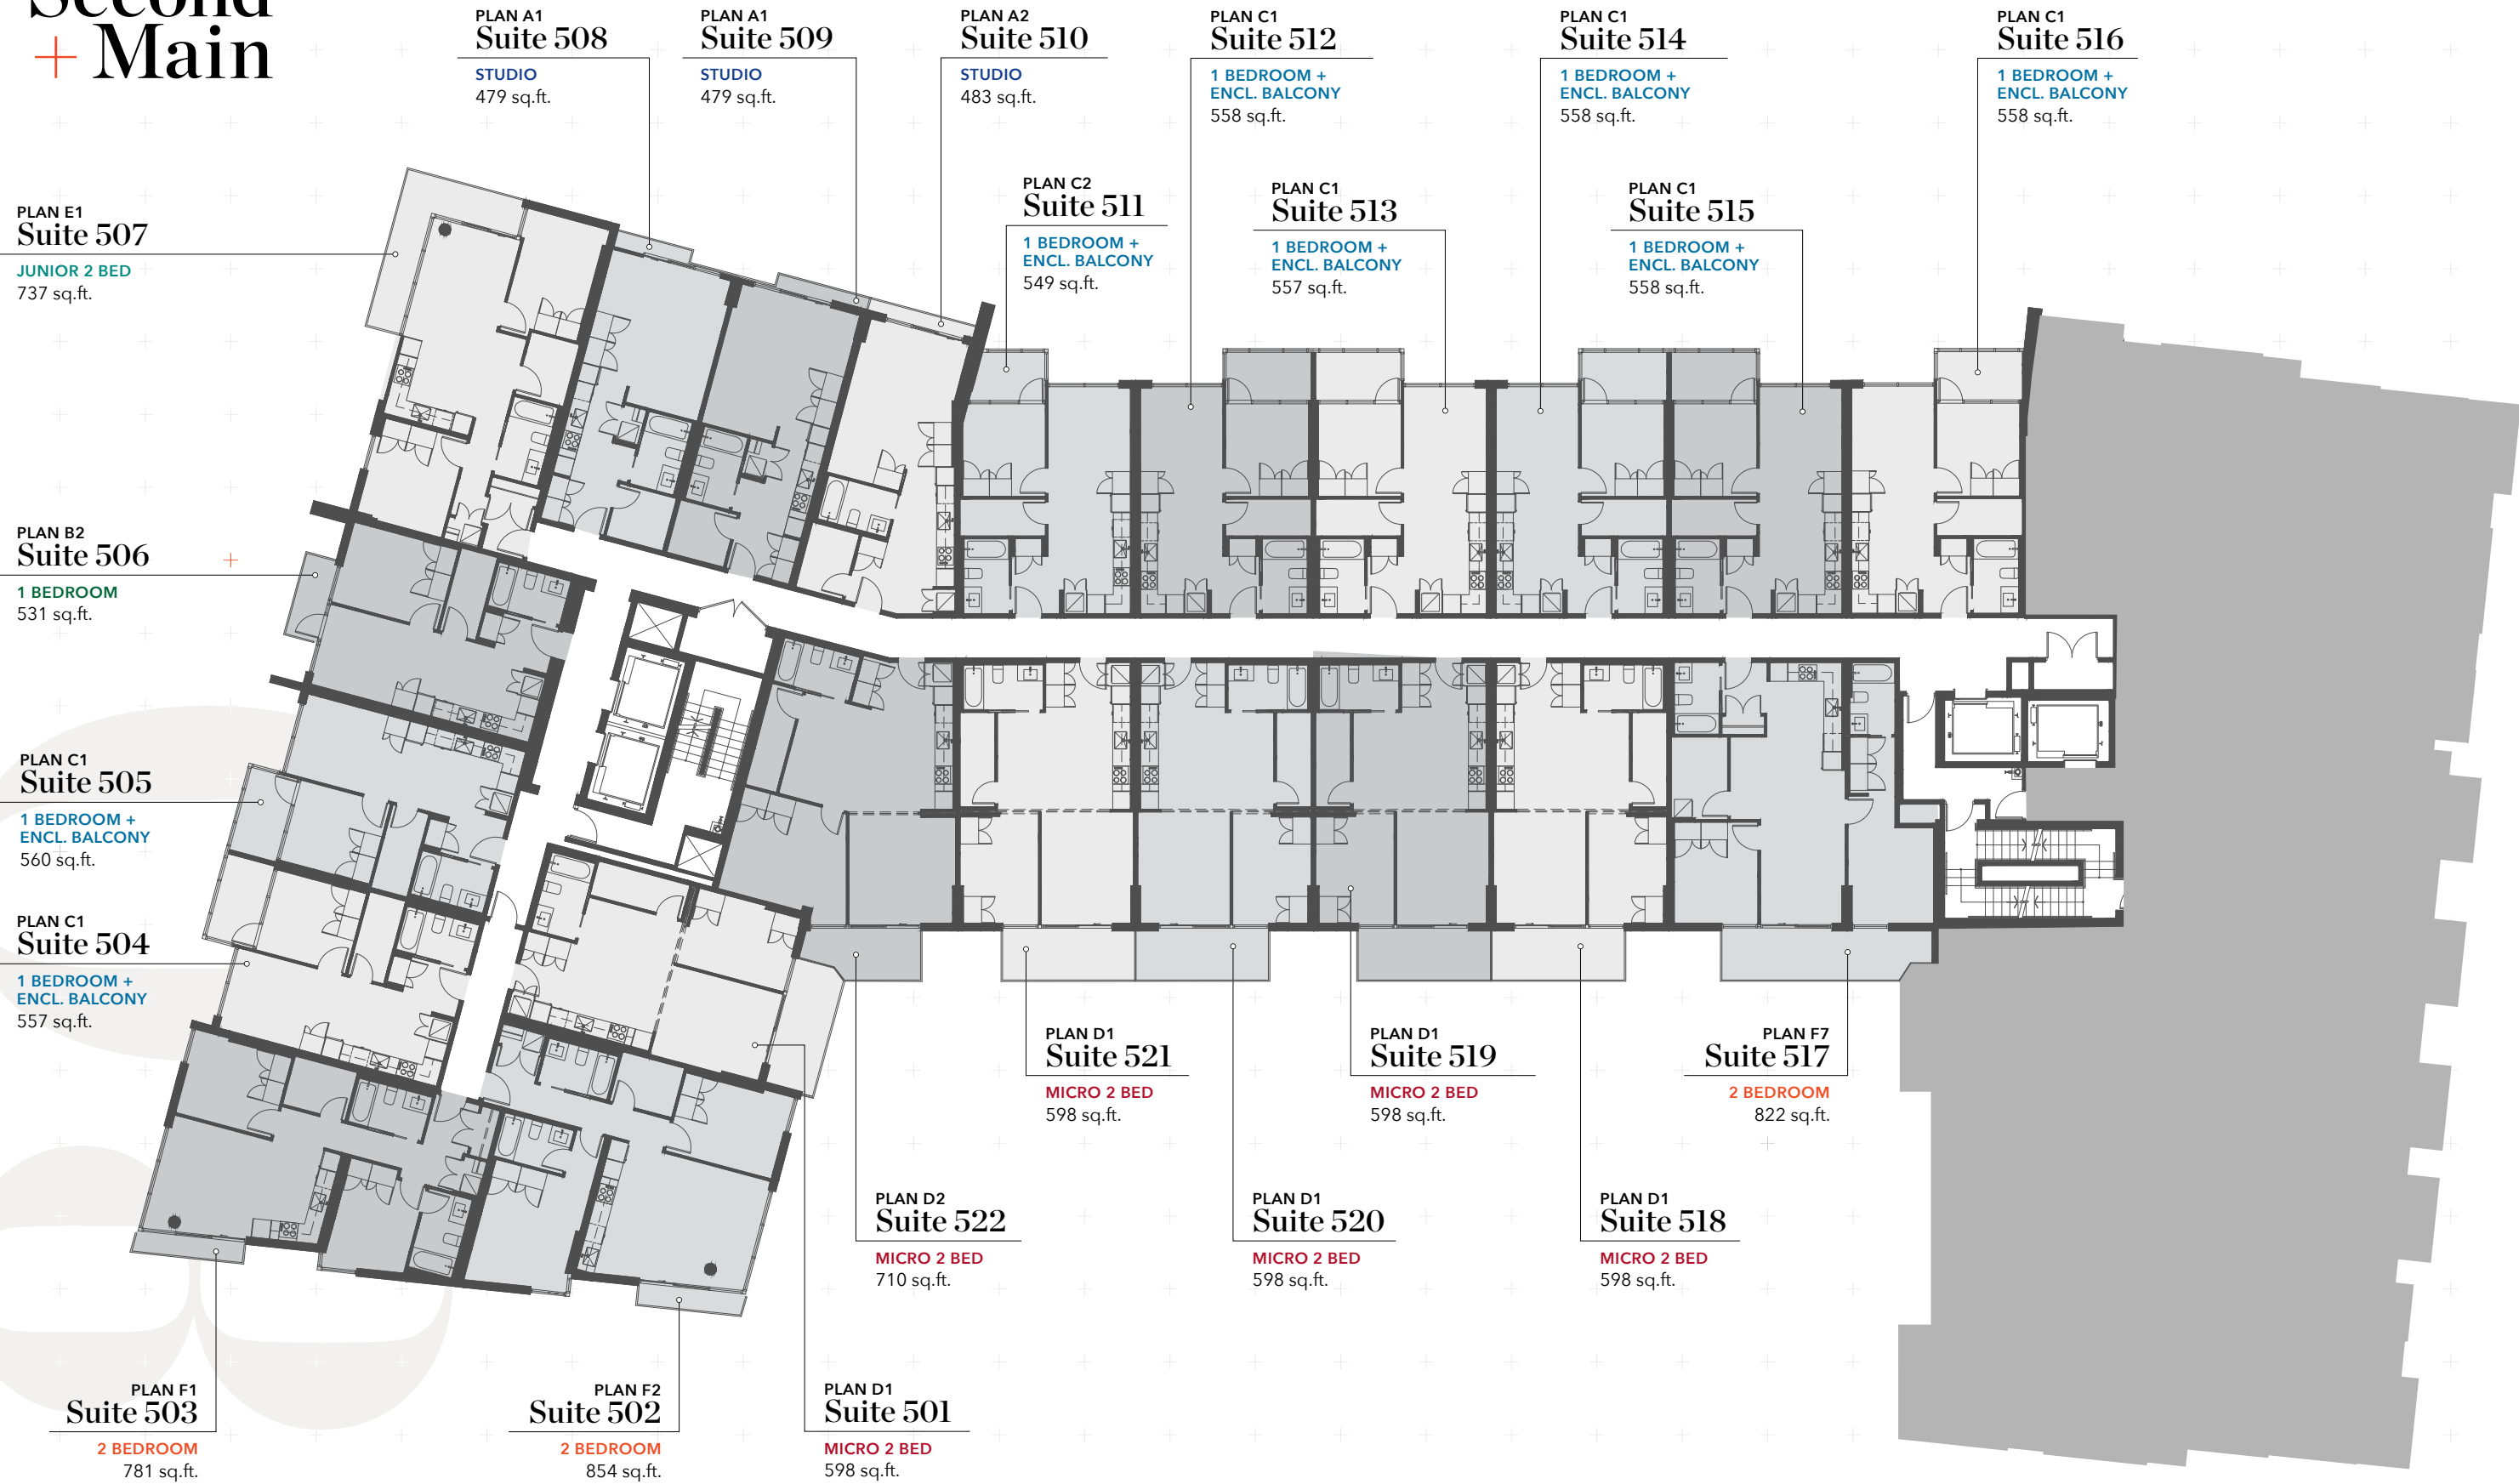 Second
+ Main
PLAN A1
Suite 508
STUDIO
479 sq.ft.
PLAN A1
Suite 509
STUDIO
479 sq.ft.
PLAN A2
Suite 510
STUDIO
483 sq.ft.
PLAN C1
Suite 512
1 BEDROOM +
ENCL. BALCONY
558 sq.ft.
PLAN C1
Suite 514
1 BEDROOM +
ENCL. BALCONY
558 sq.ft.
PLAN C1
Suite 516
1 BEDROOM +
ENCL. BALCONY
558 sq.ft.
PLAN C2
Suite 511
1 BEDROOM +
ENCL. BALCONY
549 sq.ft.
PLAN C1
Suite 513
1 BEDROOM +
ENCL. BALCONY
557 sq.ft.
PLAN C1
Suite 515
1 BEDROOM +
ENCL. BALCONY
558 sq.ft.
PLAN E1
Suite 507
JUNIOR 2 BED
737 sq.ft.
PLAN B2
Suite 506
1 BEDROOM
531 sq.ft.
PLAN C1
Suite 505
1 BEDROOM +
ENCL. BALCONY
560 sq.ft.
PLAN C1
Suite 504
1 BEDROOM +
ENCL. BALCONY
557 sq.ft.
PLAN D1
Suite 521
MICRO 2 BED
598 sq.ft.
PLAN D1
Suite 519
MICRO 2 BED
598 sq.ft.
PLAN F7
Suite 517
2 BEDROOM
822 sq.ft.
PLAN D2
Suite 522
MICRO 2 BED
710 sq.ft.
PLAN D1
Suite 520
MICRO 2 BED
598 sq.ft.
PLAN D1
Suite 518
MICRO 2 BED
598 sq.ft.
PLAN F1
Suite 503
2 BEDROOM
781 sq.ft.
PLAN F2
Suite 502
2 BEDROOM
854 sq.ft.
PLAN D1
Suite 501
MICRO 2 BED
598 sq.ft.